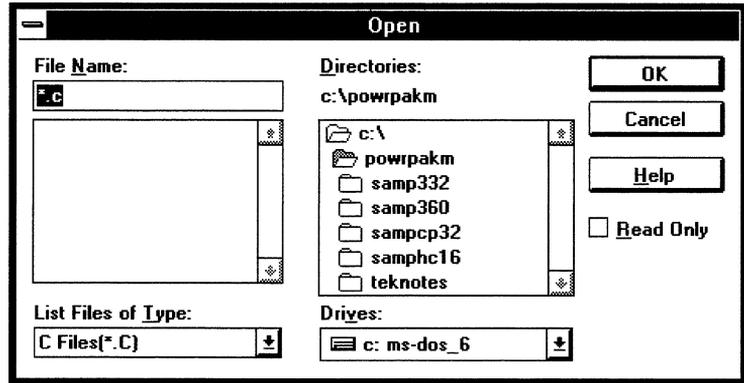 Open
File Name:
*.c
List Files of Type:
C Files(*.C)
Directories:
c:\powrpakm
c:\
powrpakm
samp332
samp360
sampcp32
samphc16
teknotes
Drives:
c: ms-dos_6
OK
Cancel
Help
Read Only